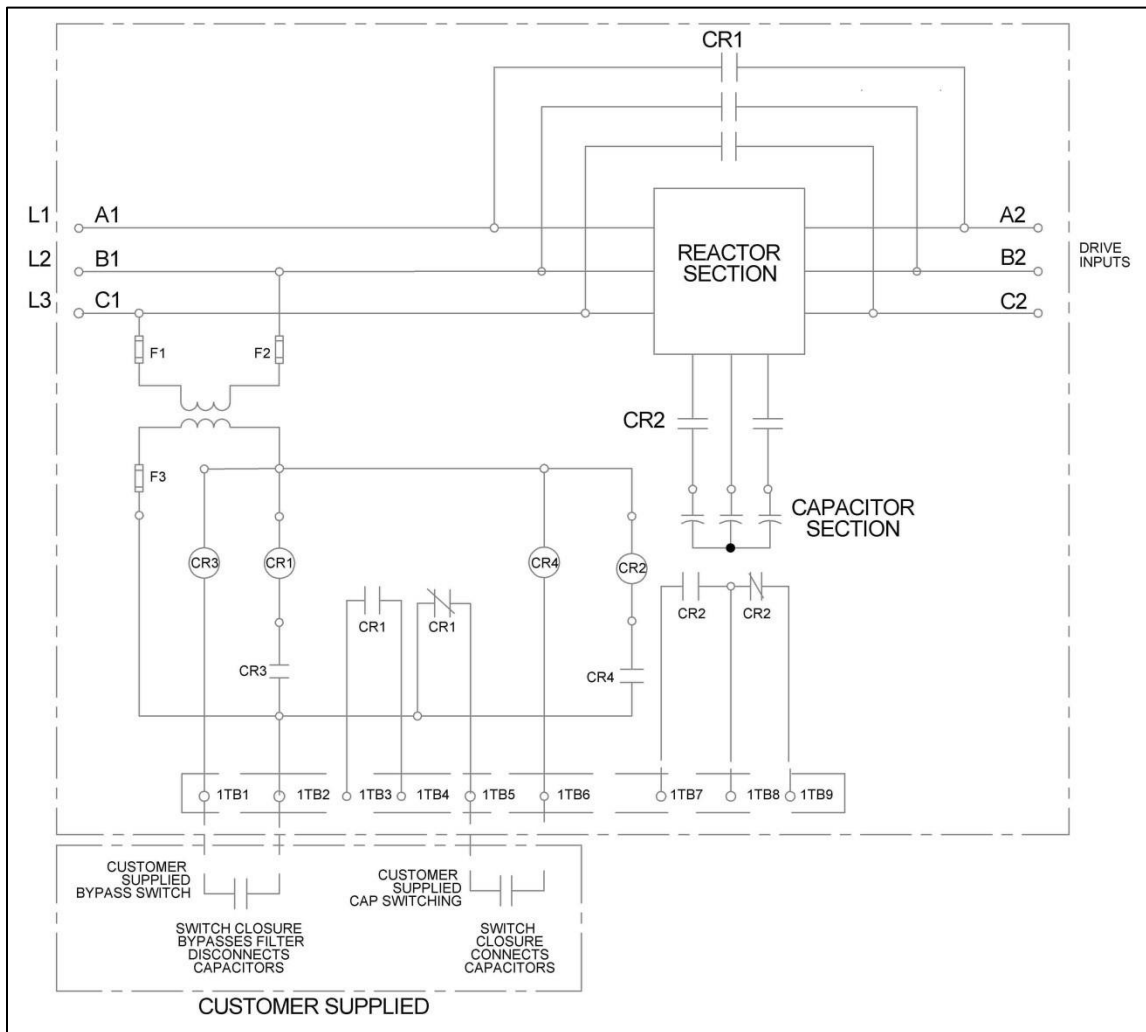 CR1
L1 A1 A2
REACTOR
SECTION
L2 B1 B2
DRIVE
INPUTS
L3 C1 C2
F1 F2
CR2
F3
CAPACITOR
SECTION
CR3 CR1 CR4 CR2
CR2 CR2
CR1 CR1
CR3 CR4
1TB1 1TB2 1TB3 1TB4 1TB5 1TB6 1TB7 1TB8 1TB9
CUSTOMER
SUPPLIED
BYPASS SWITCH
SWITCH CLOSURE
BYPASSES FILTER
DISCONNECTS
CAPACITORS
CUSTOMER
SUPPLIED
CAP SWITCHING
SWITCH
CLOSURE
CONNECTS
CAPACITORS
CUSTOMER SUPPLIED